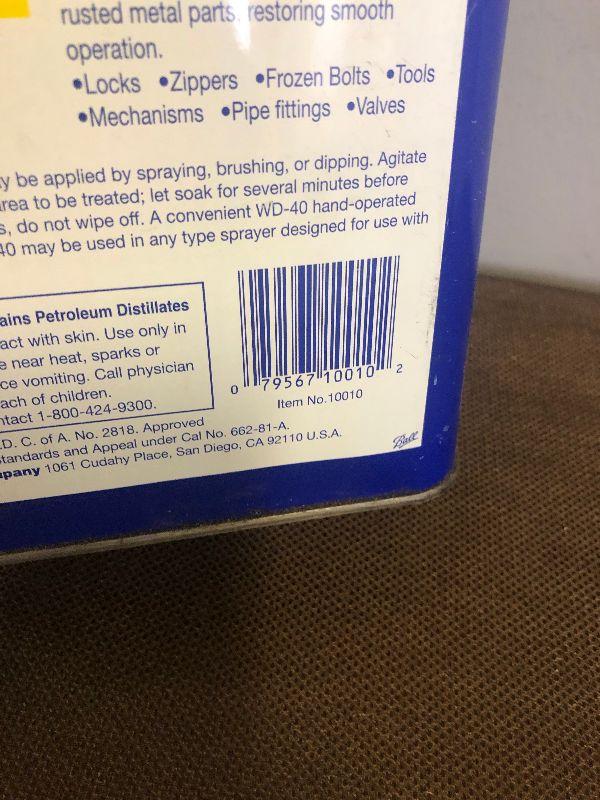 rusted metal parts, restoring smooth
operation.
•Locks •Zippers •Frozen Bolts •Tools
•Mechanisms •Pipe fittings •Valves
y be applied by spraying, brushing, or dipping. Agitate
rea to be treated; let soak for several minutes before
s, do not wipe off. A convenient WD-40 hand-operated
40 may be used in any type sprayer designed for use with
ains Petroleum Distillates
act with skin. Use only in
e near heat, sparks or
ce vomiting. Call physician
ach of children.
ntact 1-800-424-9300.
0 79567 10010 2
Item No.10010
.D. C. of A. No. 2818. Approved
tandards and Appeal under Cal No. 662-81-A.
pany 1061 Cudahy Place, San Diego, CA 92110 U.S.A.
Ball